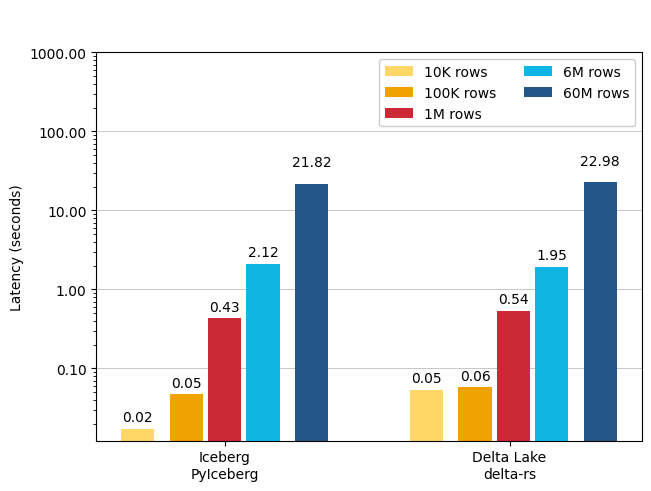 1000.00
100.00
10.00
1.00
0.10
Latency (seconds)
10K rows
100K rows
1M rows
6M rows
60M rows
0.02
0.05
0.43
2.12
21.82
0.05
0.06
0.54
1.95
22.98
Iceberg
PyIceberg
Delta Lake
delta-rs